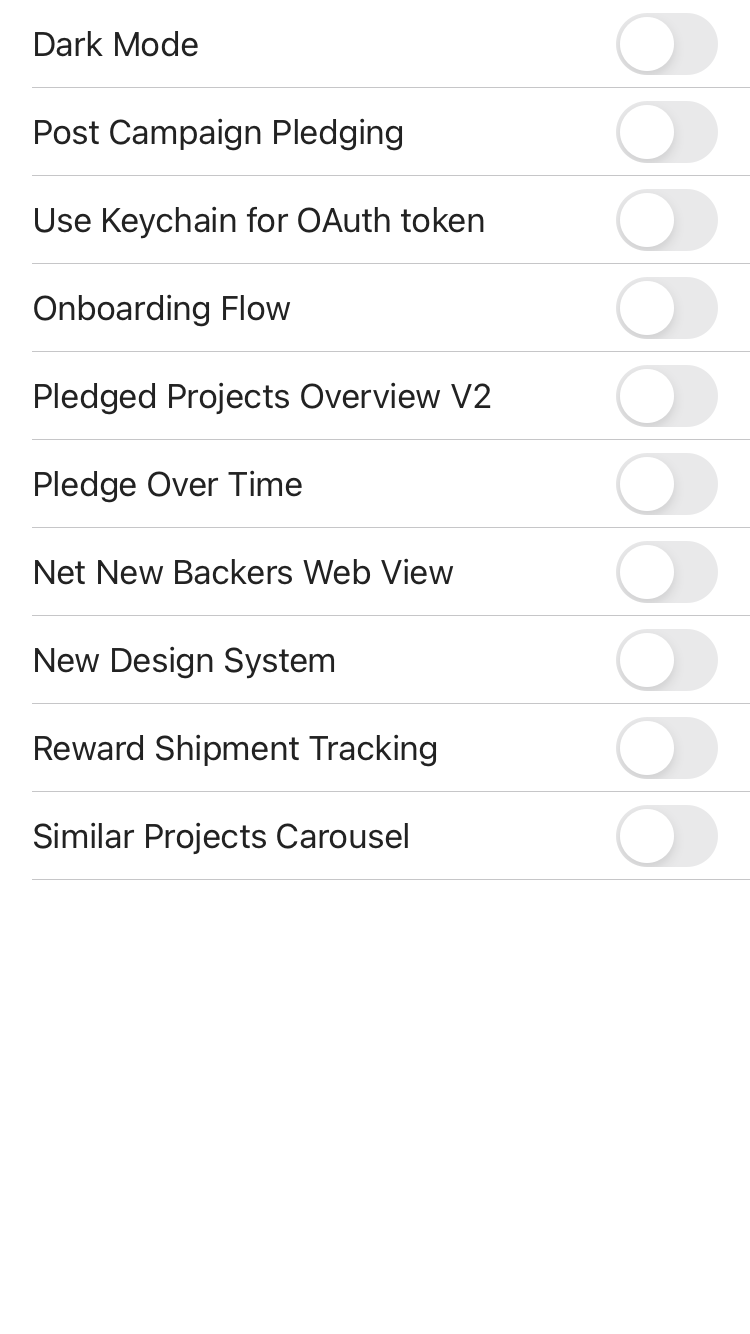 Dark Mode
Post Campaign Pledging
Use Keychain for OAuth token
Onboarding Flow
Pledged Projects Overview V2
Pledge Over Time
Net New Backers Web View
New Design System
Reward Shipment Tracking
Similar Projects Carousel